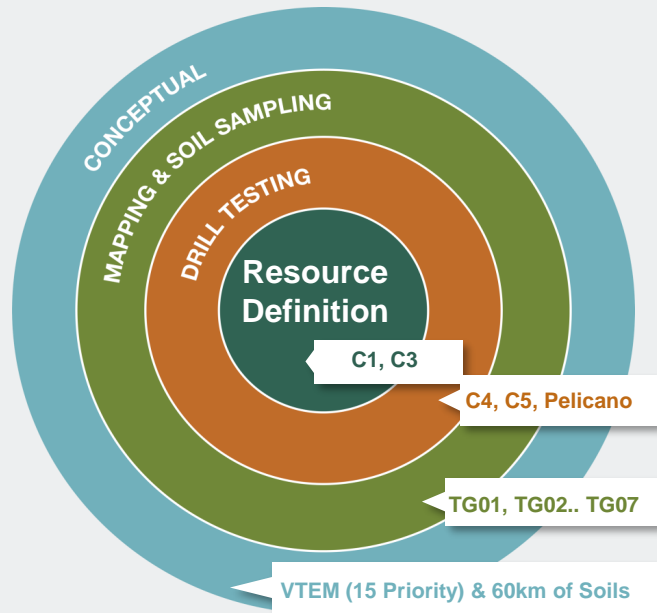 CONCEPTUAL
MAPPING & SOIL SAMPLING
DRILL TESTING
Resource
Definition
C1, C3
C4, C5, Pelicano
TG01, TG02.. TG07
VTEM (15 Priority) & 60km of Soils